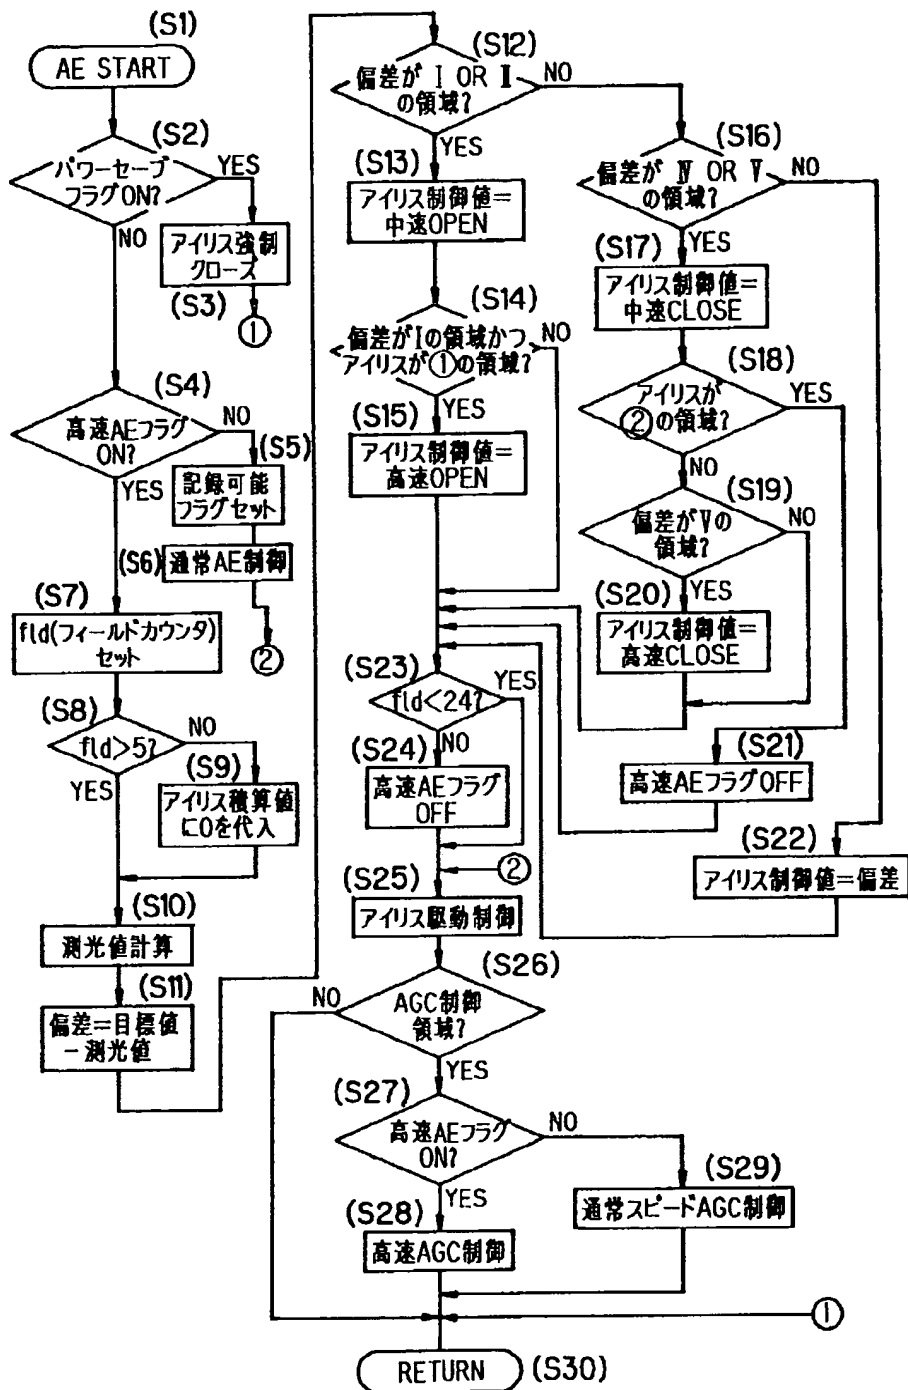 (S1)
AE START
(S2)
パワーセーブ
フラグON?
YES
NO
アイリス強制
クローズ
(S3)
①
(S4)
高速AEフラグ
ON?
NO
YES
(S5)
記録可能
フラグセット
(S6)
通常AE制御
②
(S7)
fld(フィールドカウンタ)
セット
(S8)
fld>5?
NO
YES
(S9)
アイリス積算値
に0を代入
(S10)
測光値計算
(S11)
偏差=目標値
-測光値
(S12)
偏差が Ⅰ OR Ⅱ
の領域?
NO
YES
(S13)
アイリス制御値=
中速OPEN
(S14)
偏差がⅠの領域かつ
アイリスが①の領域?
NO
YES
(S15)
アイリス制御値=
高速OPEN
(S16)
偏差が Ⅳ OR Ⅴ
の領域?
NO
YES
(S17)
アイリス制御値=
中速CLOSE
(S18)
アイリスが
②の領域?
YES
NO
(S19)
偏差がⅤの
領域?
NO
YES
(S20)
アイリス制御値=
高速CLOSE
(S21)
高速AEフラグOFF
(S22)
アイリス制御値=偏差
(S23)
fld<24?
YES
NO
(S24)
高速AEフラグ
OFF
②
(S25)
アイリス駆動制御
(S26)
AGC制御
領域?
NO
YES
(S27)
高速AEフラグ
ON?
NO
YES
(S28)
高速AGC制御
(S29)
通常スピードAGC制御
①
RETURN
(S30)